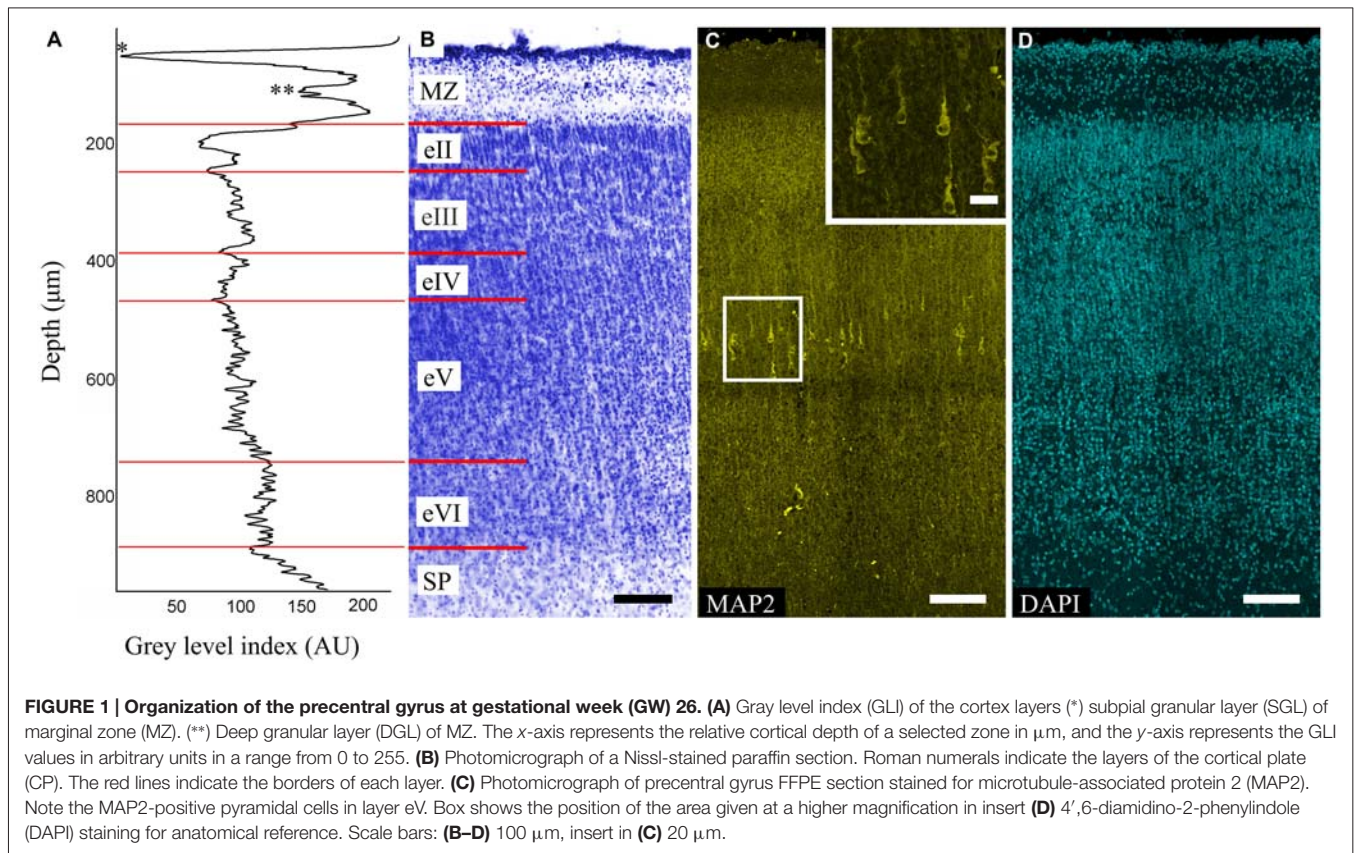 A
B
C
D
*
**
200
400
600
800
Depth (μm)
50
100
150
200
Grey level index (AU)
MZ
eII
eIII
eIV
eV
eVI
SP
MAP2
DAPI
FIGURE 1 | Organization of the precentral gyrus at gestational week (GW) 26. (A) Gray level index (GLI) of the cortex layers (*) subpial granular layer (SGL) of
marginal zone (MZ). (**) Deep granular layer (DGL) of MZ. The x-axis represents the relative cortical depth of a selected zone in μm, and the y-axis represents the GLI
values in arbitrary units in a range from 0 to 255. (B) Photomicrograph of a Nissl-stained paraffin section. Roman numerals indicate the layers of the cortical plate
(CP). The red lines indicate the borders of each layer. (C) Photomicrograph of precentral gyrus FFPE section stained for microtubule-associated protein 2 (MAP2).
Note the MAP2-positive pyramidal cells in layer eV. Box shows the position of the area given at a higher magnification in insert (D) 4′,6-diamidino-2-phenylindole
(DAPI) staining for anatomical reference. Scale bars: (B–D) 100 μm, insert in (C) 20 μm.